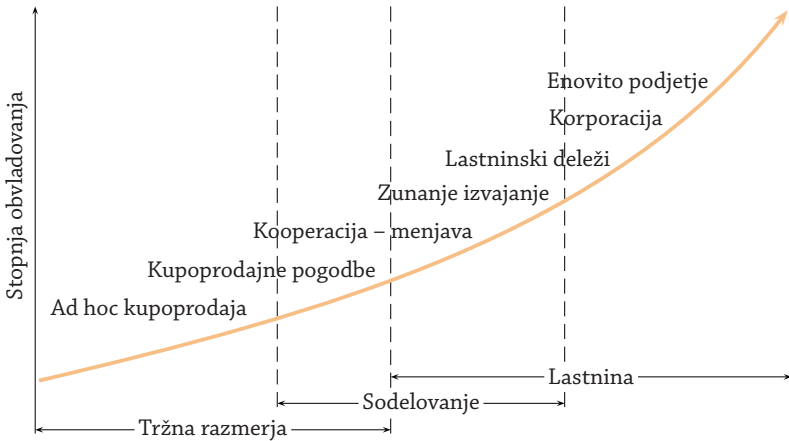 Stopnja obvladovanja
Enovito podjetje
Korporacija
Lastninski deleži
Zunanje izvajanje
Kooperacija – menjava
Kupoprodajne pogodbe
Ad hoc kupoprodaja
Lastnina
Sodelovanje
Tržna razmerja